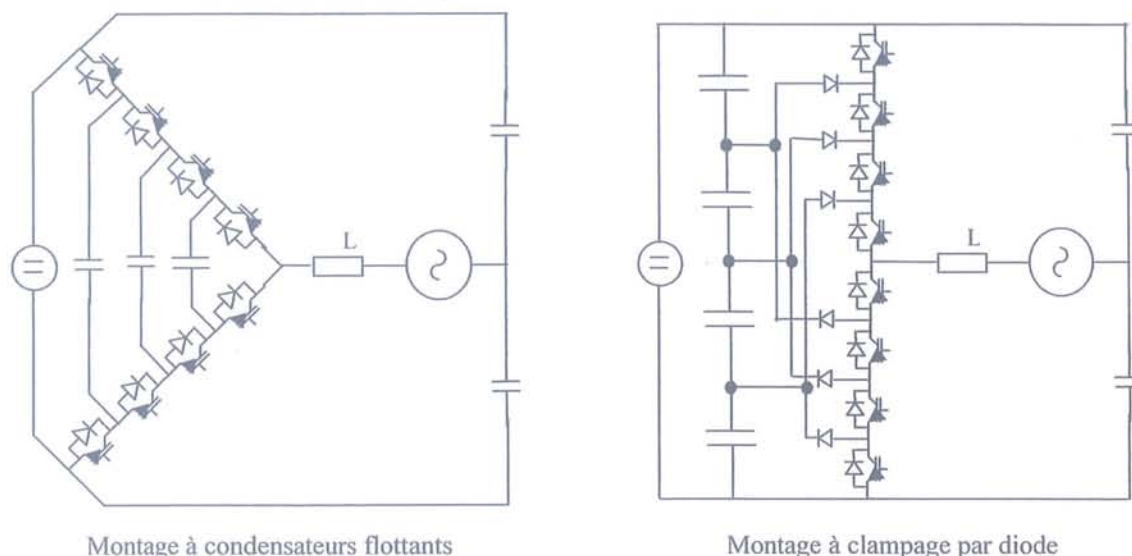 L
L
Montage à condensateurs flottants
Montage à clampage par diode